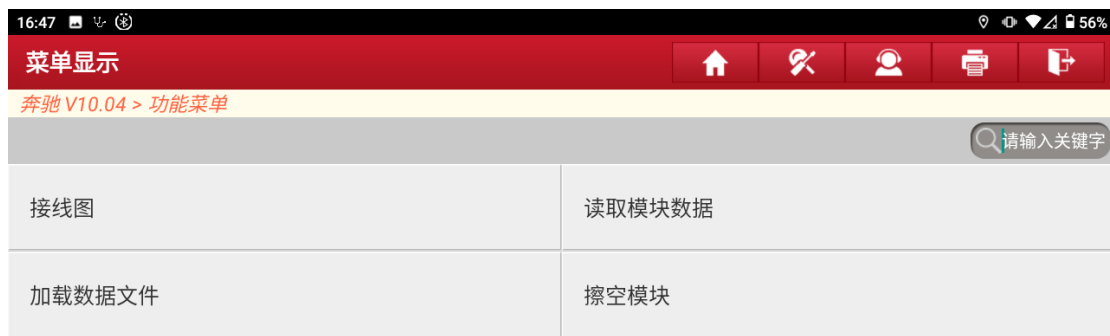 16:47 56%
菜单显示
奔驰 V10.04 > 功能菜单
请输入关键字
接线图 读取模块数据
加载数据文件 擦空模块